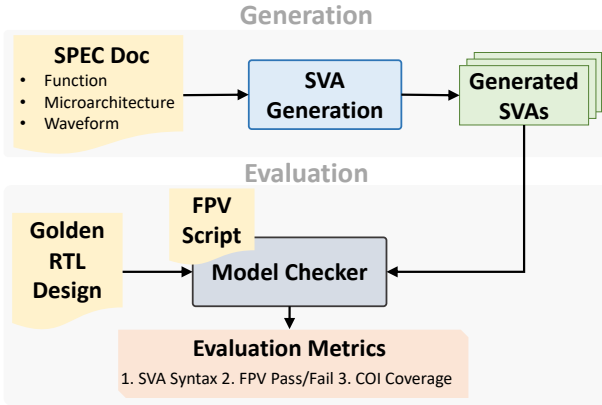 Generation
SPEC Doc
• Function
• Microarchitecture
• Waveform
SVA
Generation
Generated
SVAs
Evaluation
Golden
RTL
Design
FPV
Script
Model Checker
Evaluation Metrics
1. SVA Syntax 2. FPV Pass/Fail 3. COI Coverage